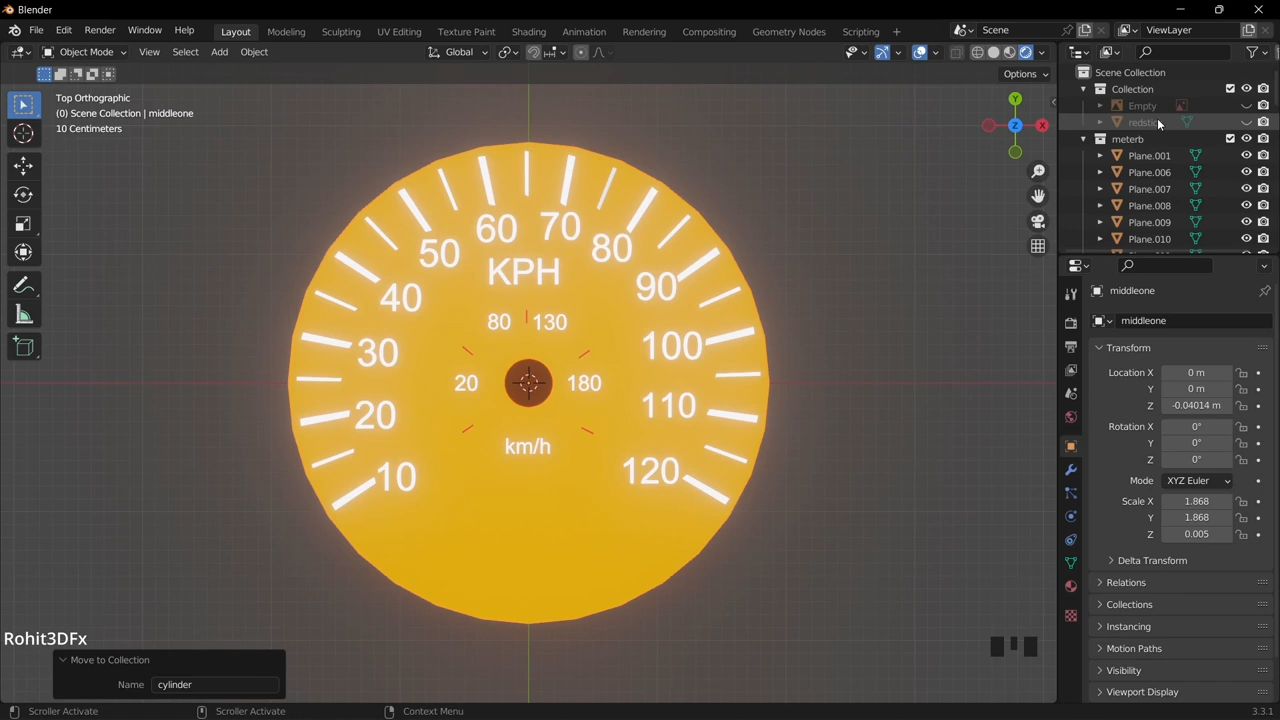 Blender
File Edit Render Window Help Layout Modeling Sculpting UV Editing Texture Paint Shading Animation Rendering Compositing Geometry Nodes Scripting + Scene ViewLayer
Object Mode View Select Add Object Global
Options
Top Orthographic
(0) Scene Collection | middleone
10 Centimeters
Y
Z X
Scene Collection
Collection
Empty
meterb
Plane.001
Plane.006
Plane.007
Plane.008
Plane.009
Plane.010
60 70
50 80
KPH
40 90
80 130
30 100
20 180
20 110
km/h
10 120
middleone
middleone
Transform
Location X 0 m
Y 0 m
Z -0.04014 m
Rotation X 0°
Y 0°
Z 0°
Mode XYZ Euler
Scale X 1.868
Y 1.868
Z 0.005
Delta Transform
Relations
Collections
Instancing
Motion Paths
Visibility
Viewport Display
Rohit3DFx
Move to Collection
Name cylinder
Scroller Activate Scroller Activate Context Menu 3.3.1